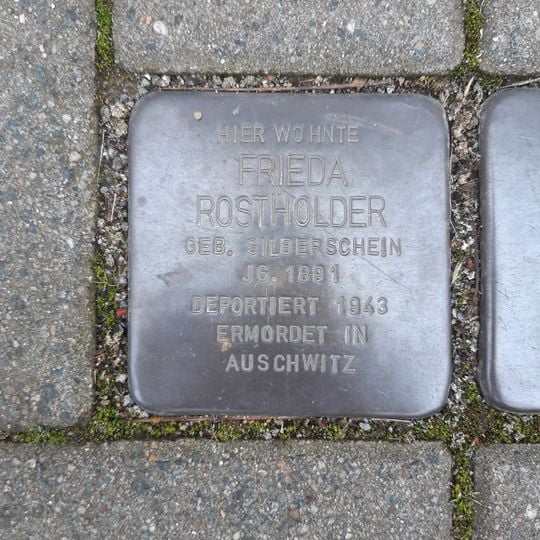 HIER WOHNTE
FRIEDA
ROSTHOLDER
GEB. SILBERSCHEIN
JG. 1891
DEPORTIERT 1943
ERMORDET IN
AUSCHWITZ